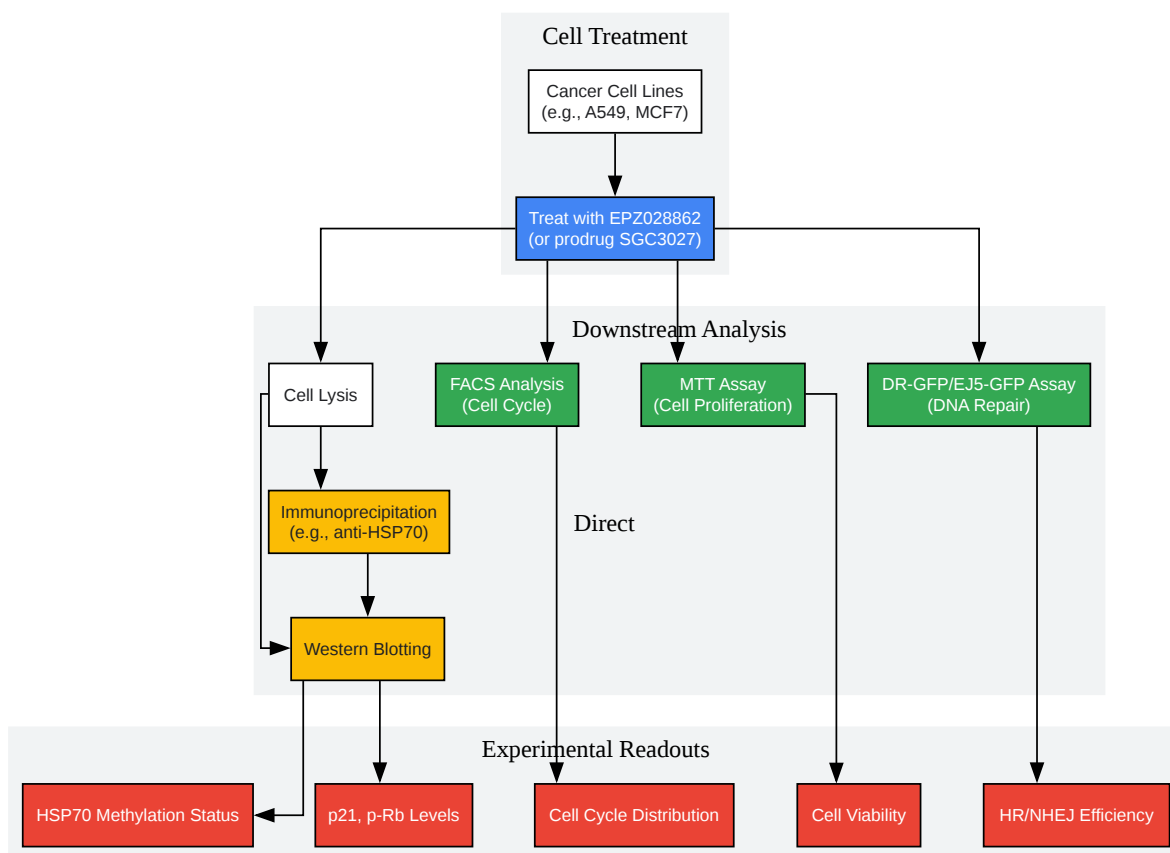 Cell Treatment
Cancer Cell Lines
(e.g., A549, MCF7)
Treat with EPZ028862
(or prodrug SGC3027)
Downstream Analysis
Cell Lysis
FACS Analysis
(Cell Cycle)
MTT Assay
(Cell Proliferation)
DR-GFP/EJ5-GFP Assay
(DNA Repair)
Immunoprecipitation
(e.g., anti-HSP70)
Direct
Western Blotting
Experimental Readouts
HSP70 Methylation Status
p21, p-Rb Levels
Cell Cycle Distribution
Cell Viability
HR/NHEJ Efficiency